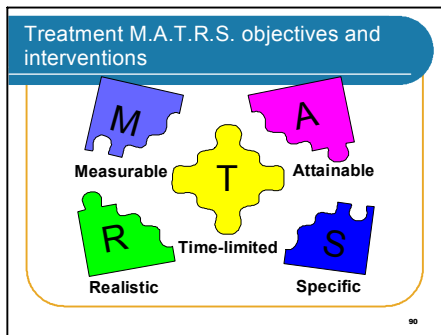 Treatment M.A.T.R.S. objectives and
interventions
M
A
Measurable
T
Attainable
R
Time-limited
S
Realistic
Specific
90